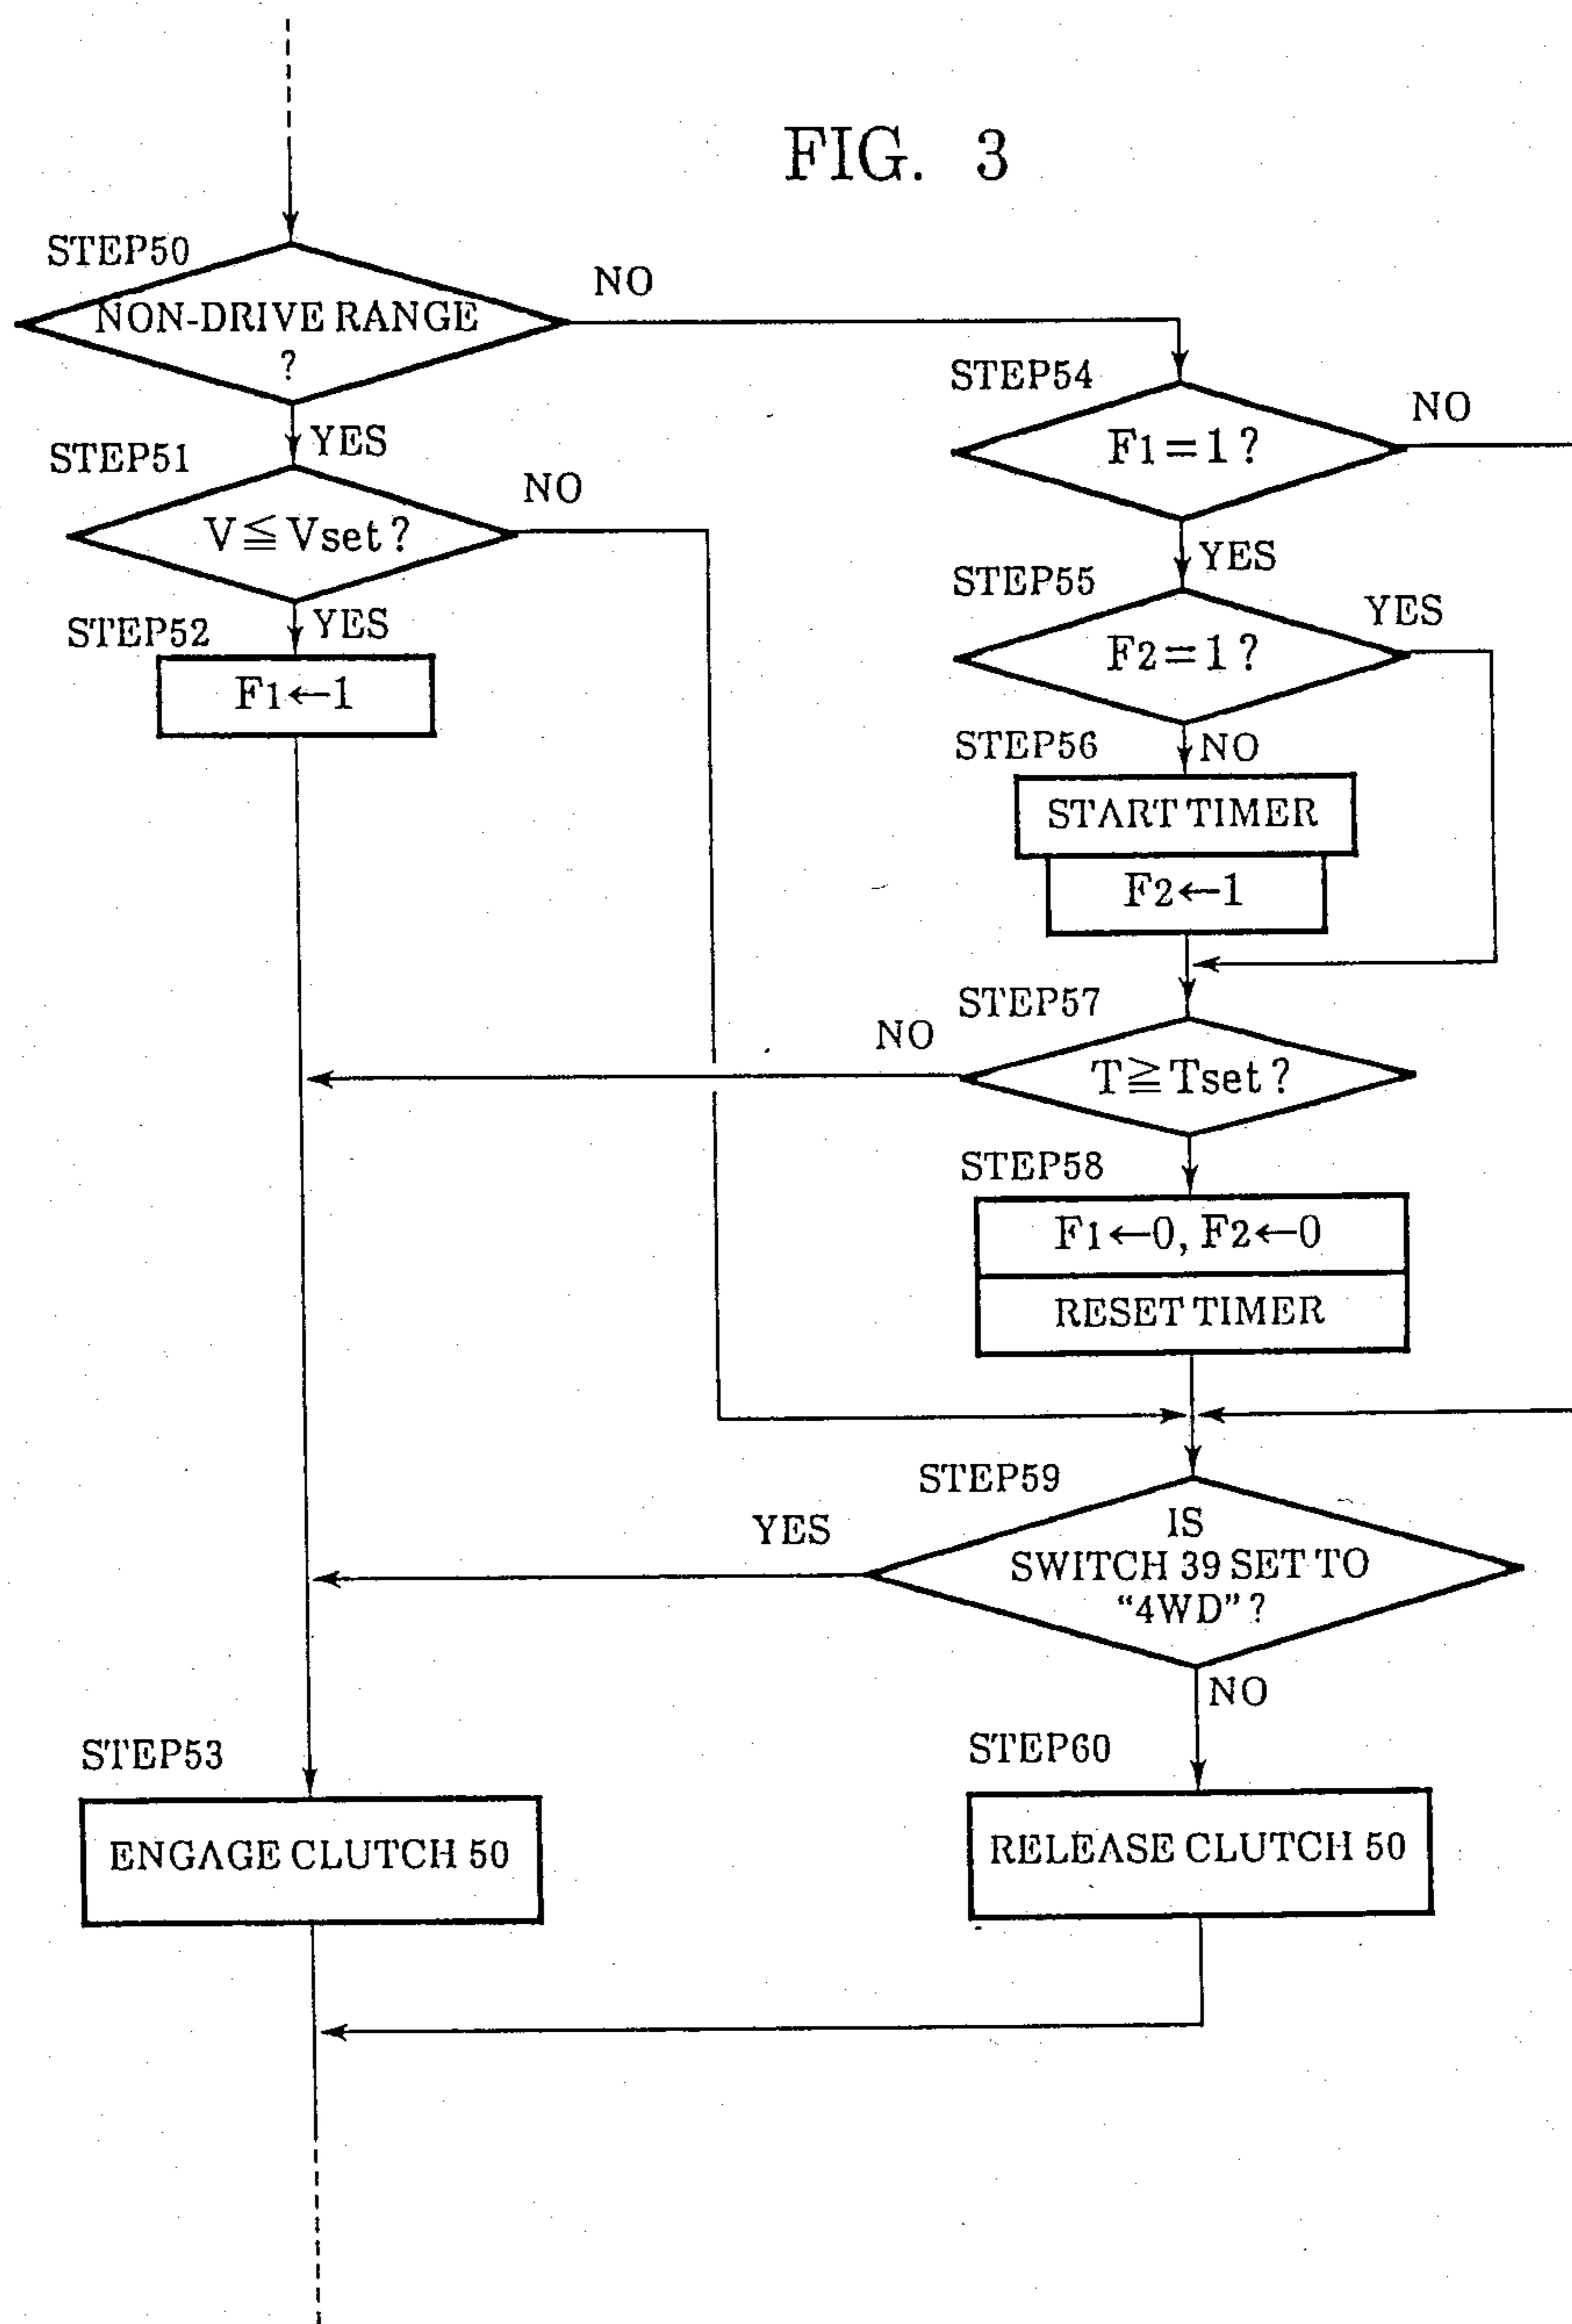 FIG. 3
STEP50
NON-DRIVE RANGE
?
NO
YES
STEP51
V≦Vset?
NO
YES
STEP52
F1←1
STEP54
F1=1?
NO
YES
STEP55
F2=1?
YES
NO
STEP56
START TIMER
F2←1
STEP57
T≧Tset?
NO
STEP58
F1←0, F2←0
RESET TIMER
STEP59
IS
SWITCH 39 SET TO
“4WD”?
YES
NO
STEP53
ENGAGE CLUTCH 50
STEP60
RELEASE CLUTCH 50